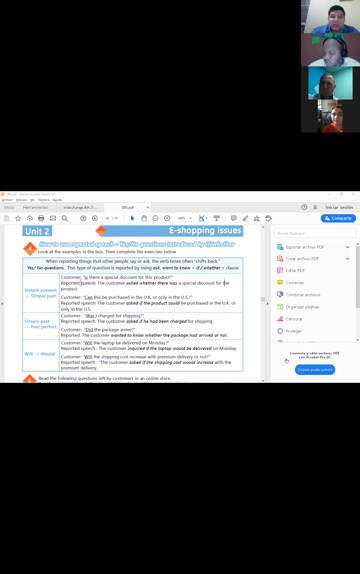 Inicio
Herramientas
Iniciar sesión
Compartir
Unit 2
E-shopping issues
How to use reported speech – Yes/No questions introduced by if/whether
Look at the examples in the box. Then complete the exercises below.
When reporting things that other people say or ask, the verb tense often "shifts back."
Yes/ No questions. This type of question is reported by using ask, want to know + if / whether + clause
Simple present → Simple past
Customer: "Is there a special discount for this product?"
Reported speech: The customer asked whether there was a special discount for the product.
Customer: "Can this be purchased in the U.K. or only in the U.S.?"
Reported speech: The customer asked if the product could be purchased in the U.K. or only in the U.S.
Simple past → Past perfect
Customer: "Was I charged for shipping?"
Reported speech: The customer asked if he had been charged for shipping.
Customer: "Did the package arrive?"
Reported: The customer wanted to know whether the package had arrived or not.
Will → Would
Customer: "Will the laptop be delivered on Monday?"
Reported speech : The customer inquired if the laptop would be delivered on Monday.
Customer: "Will the shipping cost increase with premium delivery or not?"
Reported speech: The customer asked if the shipping cost would increase with the premium delivery
Read the following questions left by customers in an online store.
Exportar archivo PDF
Crear archivo PDF
Editar PDF
Comentar
Combinar archivos
Organizar páginas
Censurar
Proteger